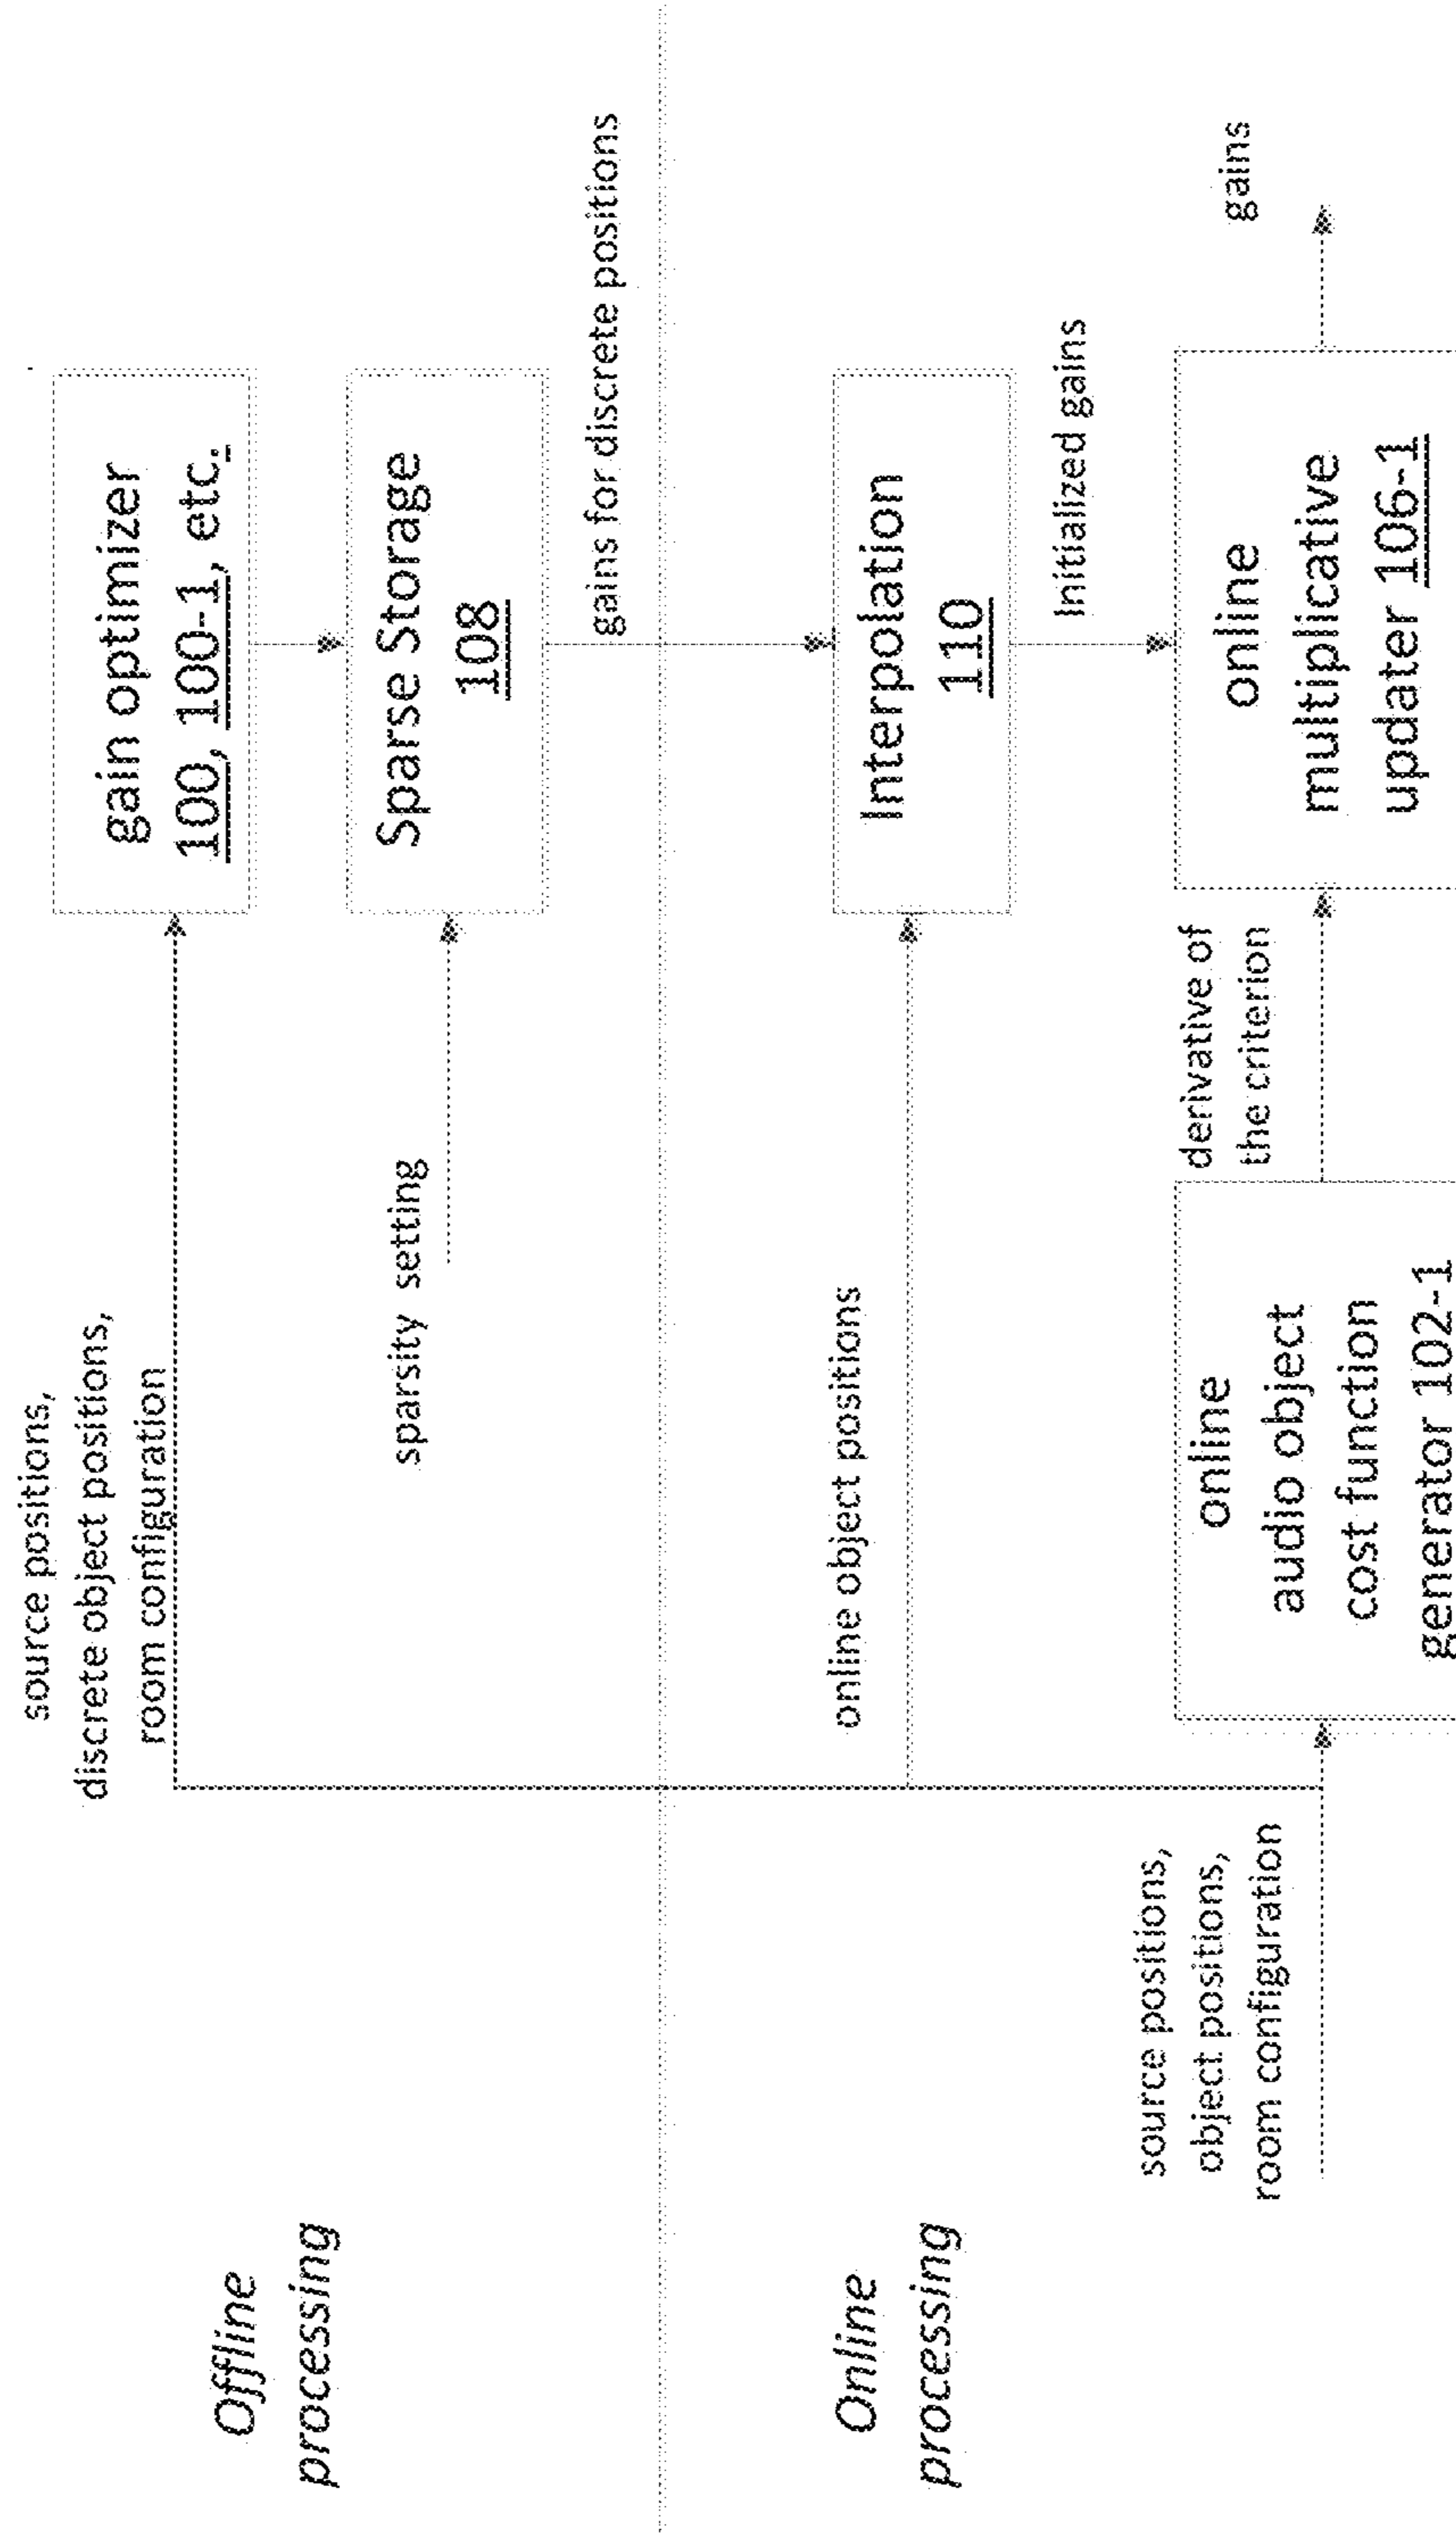 Offline
processing
source positions,
discrete object positions,
room configuration
gain optimizer
100, 100-1, etc.
sparsity setting
Sparse Storage
108
gains for discrete positions
Online
processing
online object positions
Interpolation
110
Initialized gains
source positions,
object positions,
room configuration
online
audio object
cost function
generator 102-1
derivative of
the criterion
online
multiplicative
updater 106-1
gains